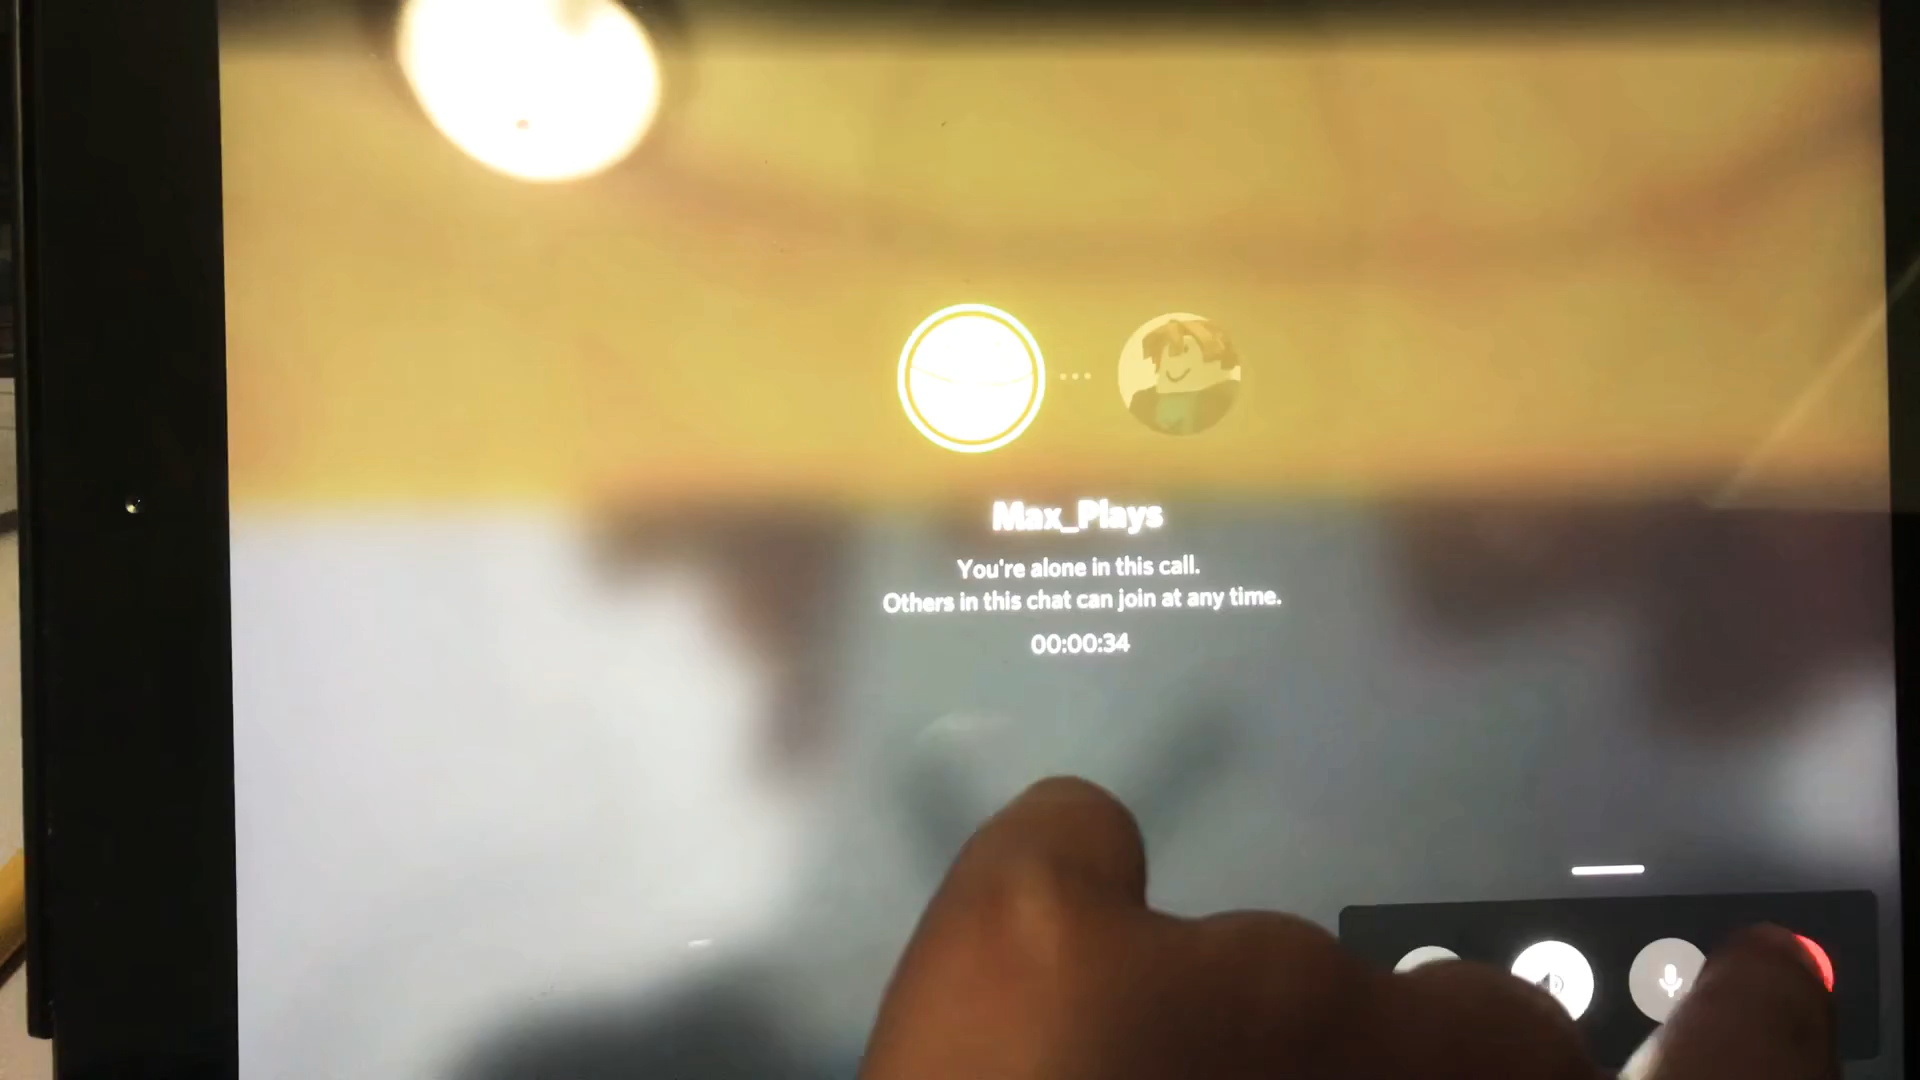 Max_Plays
You're alone in this call.
Others in this chat can join at any time.
00:00:34